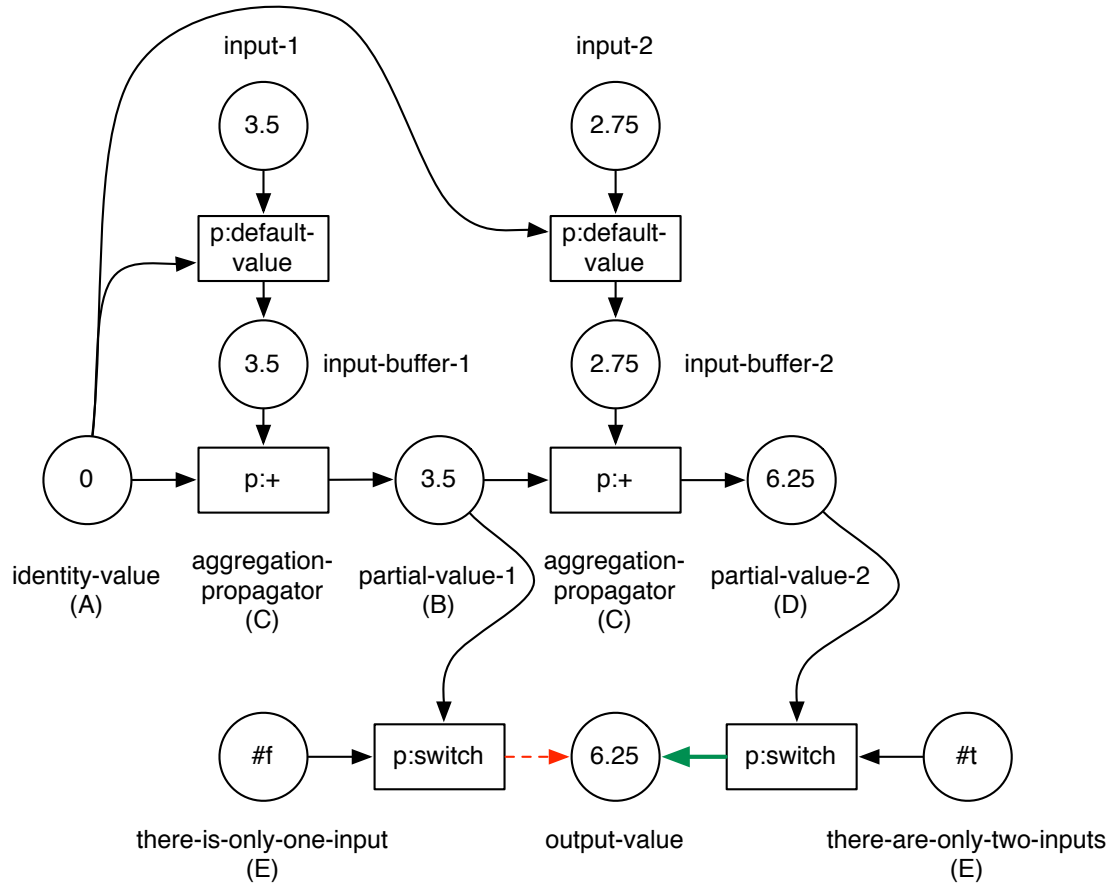 input-1
input-2
3.5
2.75
p:default-
value
p:default-
value
3.5
input-buffer-1
2.75
input-buffer-2
0
p:+
3.5
p:+
6.25
identity-value
(A)
aggregation-
propagator
(C)
partial-value-1
(B)
aggregation-
propagator
(C)
partial-value-2
(D)
#f
p:switch
6.25
p:switch
#t
there-is-only-one-input
(E)
output-value
there-are-only-two-inputs
(E)